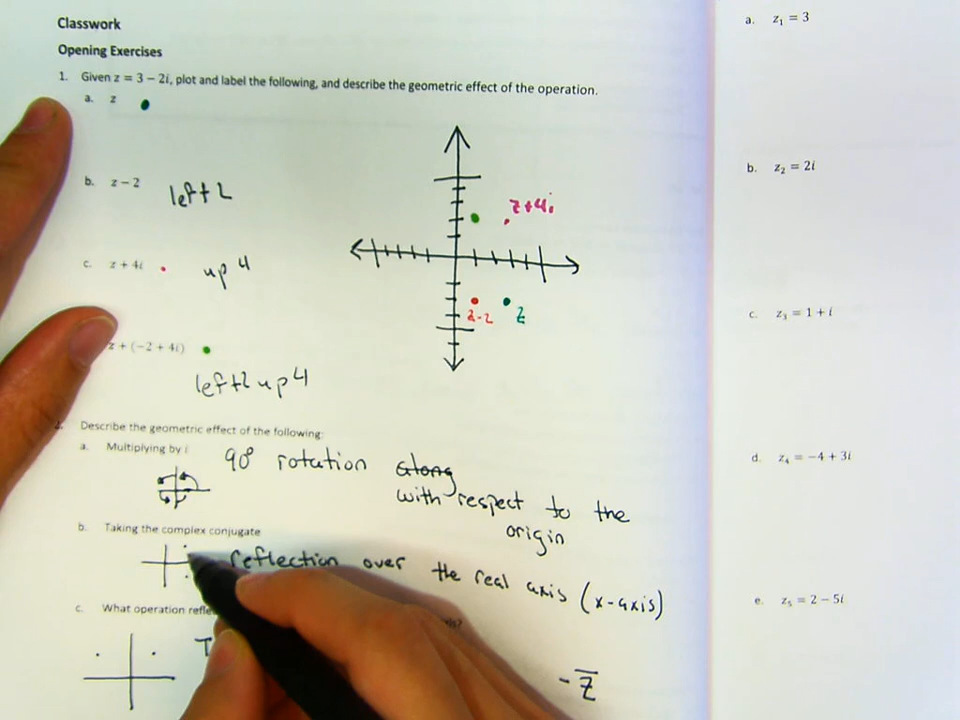 Classwork
Opening Exercises
1. Given z = 3 − 2i, plot and label the following, and describe the geometric effect of the operation.
a. z
b. z − 2 left 2
c. z + 4i up 4
z + (−2 + 4i)
left 2 up 4
z+4i
z-2
z
Describe the geometric effect of the following:
a. Multiplying by i
90° rotation along
with respect to the
origin
b. Taking the complex conjugate
reflection over the real axis (x-axis)
c. What operation
- z̅
a. z₁ = 3
b. z₂ = 2i
c. z₃ = 1 + i
d. z₄ = −4 + 3i
e. z₅ = 2 − 5i